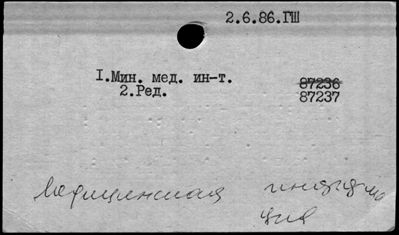 2.6.86.ГШ
I.Мин. мед. ин-т.
2.Ред.
87236
87237
медицинская